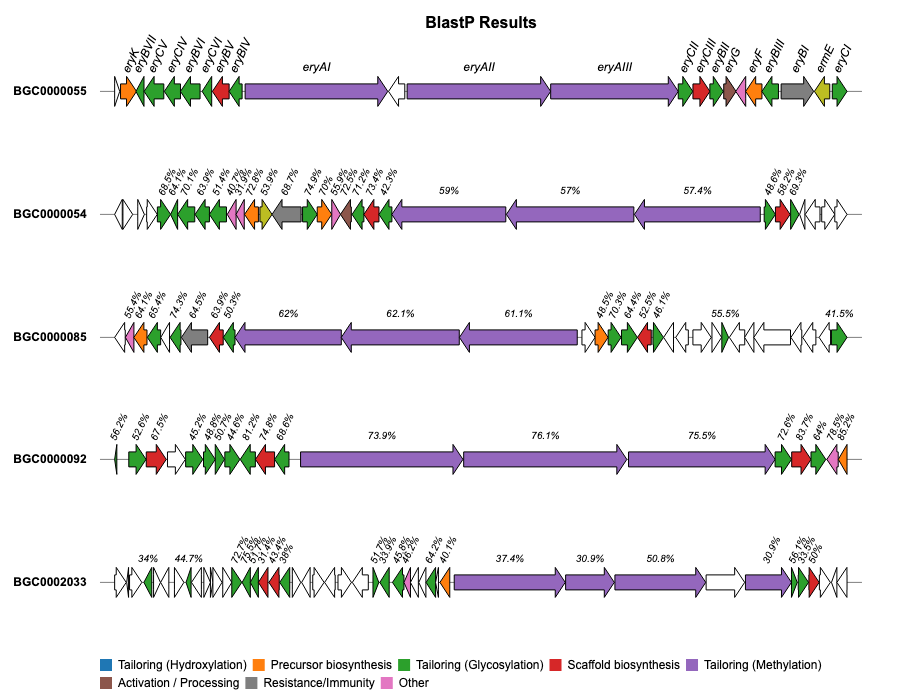 BlastP Results
eryK eryBVII eryCV eryCIV eryBVI eryCVI eryBV eryBIV eryAI eryAII eryAIII eryCII eryCIII eryBII eryG eryF eryBIII eryBI ermE eryCI
BGC0000055
68.5% 64.1% 70.1% 63.9% 51.4% 40.7% 31.9% 72.8% 53.9% 68.7% 74.9% 70% 55.9% 72.5% 71.2% 73.4% 42.3% 59% 57% 57.4% 48.6% 58.2% 69.3%
BGC0000054
55.4% 64.1% 65.4% 74.3% 64.5% 63.9% 50.3% 62% 62.1% 61.1% 48.5% 70.3% 64.4% 52.5% 46.1% 55.5% 41.5%
BGC0000085
56.2% 52.6% 67.5% 45.2% 48.8% 50.7% 44.6% 81.2% 74.8% 68.6% 73.9% 76.1% 75.5% 72.6% 83.7% 64% 78.5% 85.2%
BGC0000092
34% 44.7% 72.7% 51.7% 31.4% 43.4% 38% 51.7% 33.9% 45.8% 46.2% 64.2% 40.1% 37.4% 30.9% 50.8% 30.9% 56.1% 33.5% 50%
BGC0002033
Tailoring (Hydroxylation) Precursor biosynthesis Tailoring (Glycosylation) Scaffold biosynthesis Tailoring (Methylation)
Activation / Processing Resistance/Immunity Other